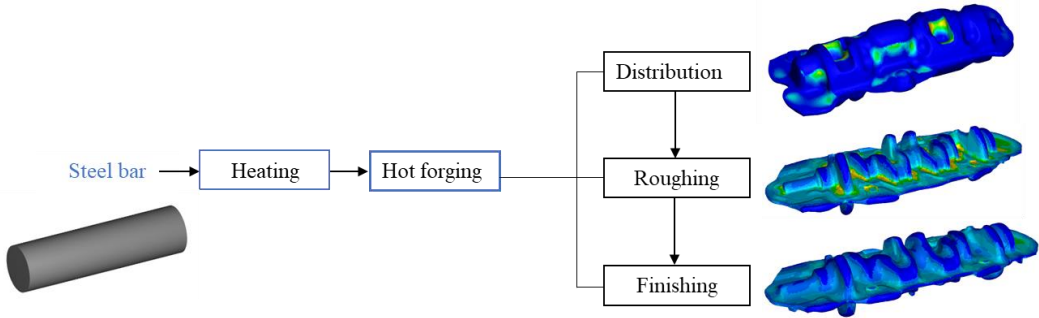 Distribution
Steel bar
Heating
Hot forging
Roughing
Finishing